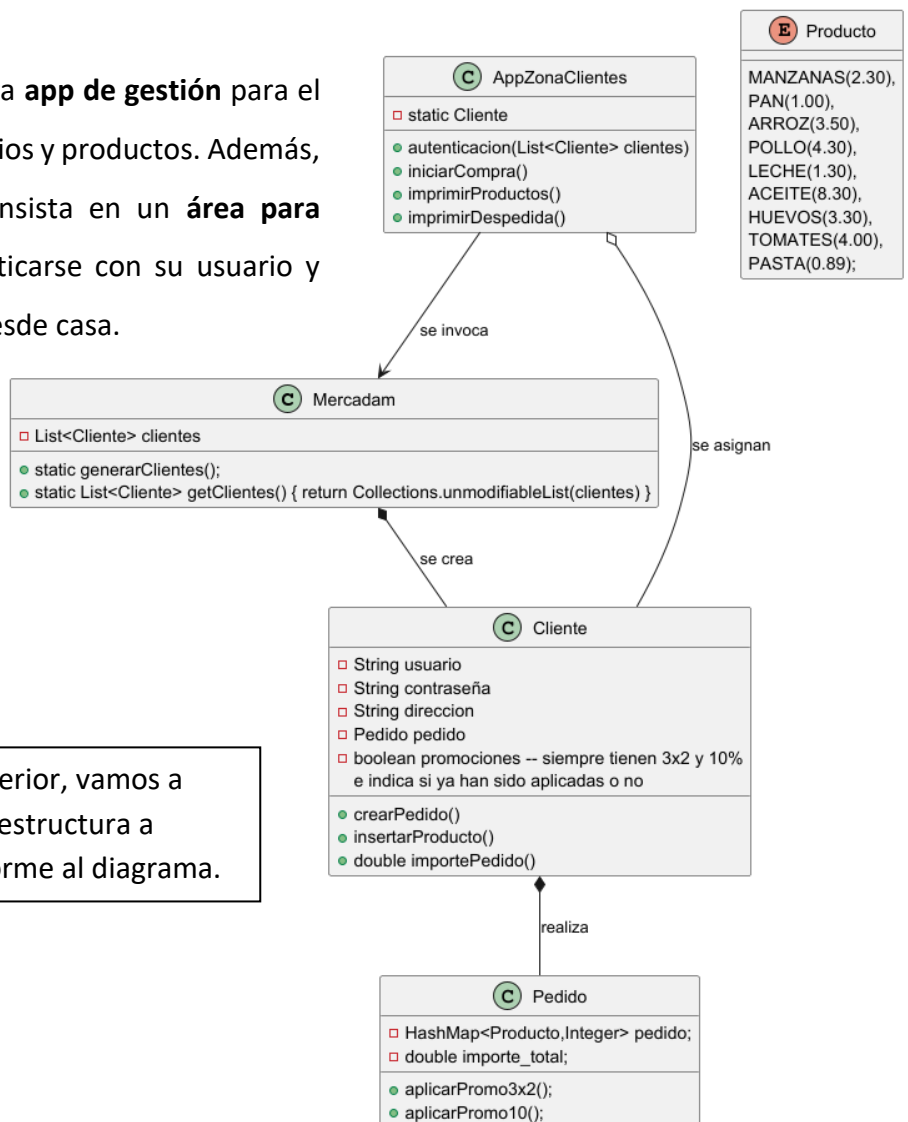 a app de gestión para el
ios y productos. Además,
nsista en un área para
ticarse con su usuario y
esde casa.
E Producto
MANZANAS(2.30),
PAN(1.00),
ARROZ(3.50),
POLLO(4.30),
LECHE(1.30),
ACEITE(8.30),
HUEVOS(3.30),
TOMATES(4.00),
PASTA(0.89);
C AppZonaClientes
static Cliente
autenticacion(List<Cliente> clientes)
iniciarCompra()
imprimirProductos()
imprimirDespedida()
se invoca
se asignan
C Mercadam
List<Cliente> clientes
static generarClientes();
static List<Cliente> getClientes() { return Collections.unmodifiableList(clientes) }
se crea
C Cliente
String usuario
String contraseña
String direccion
Pedido pedido
boolean promociones -- siempre tienen 3x2 y 10%
e indica si ya han sido aplicadas o no
crearPedido()
insertarProducto()
double importePedido()
erior, vamos a
estructura a
orme al diagrama.
realiza
C Pedido
HashMap<Producto,Integer> pedido;
double importe_total;
aplicarPromo3x2();
aplicarPromo10();